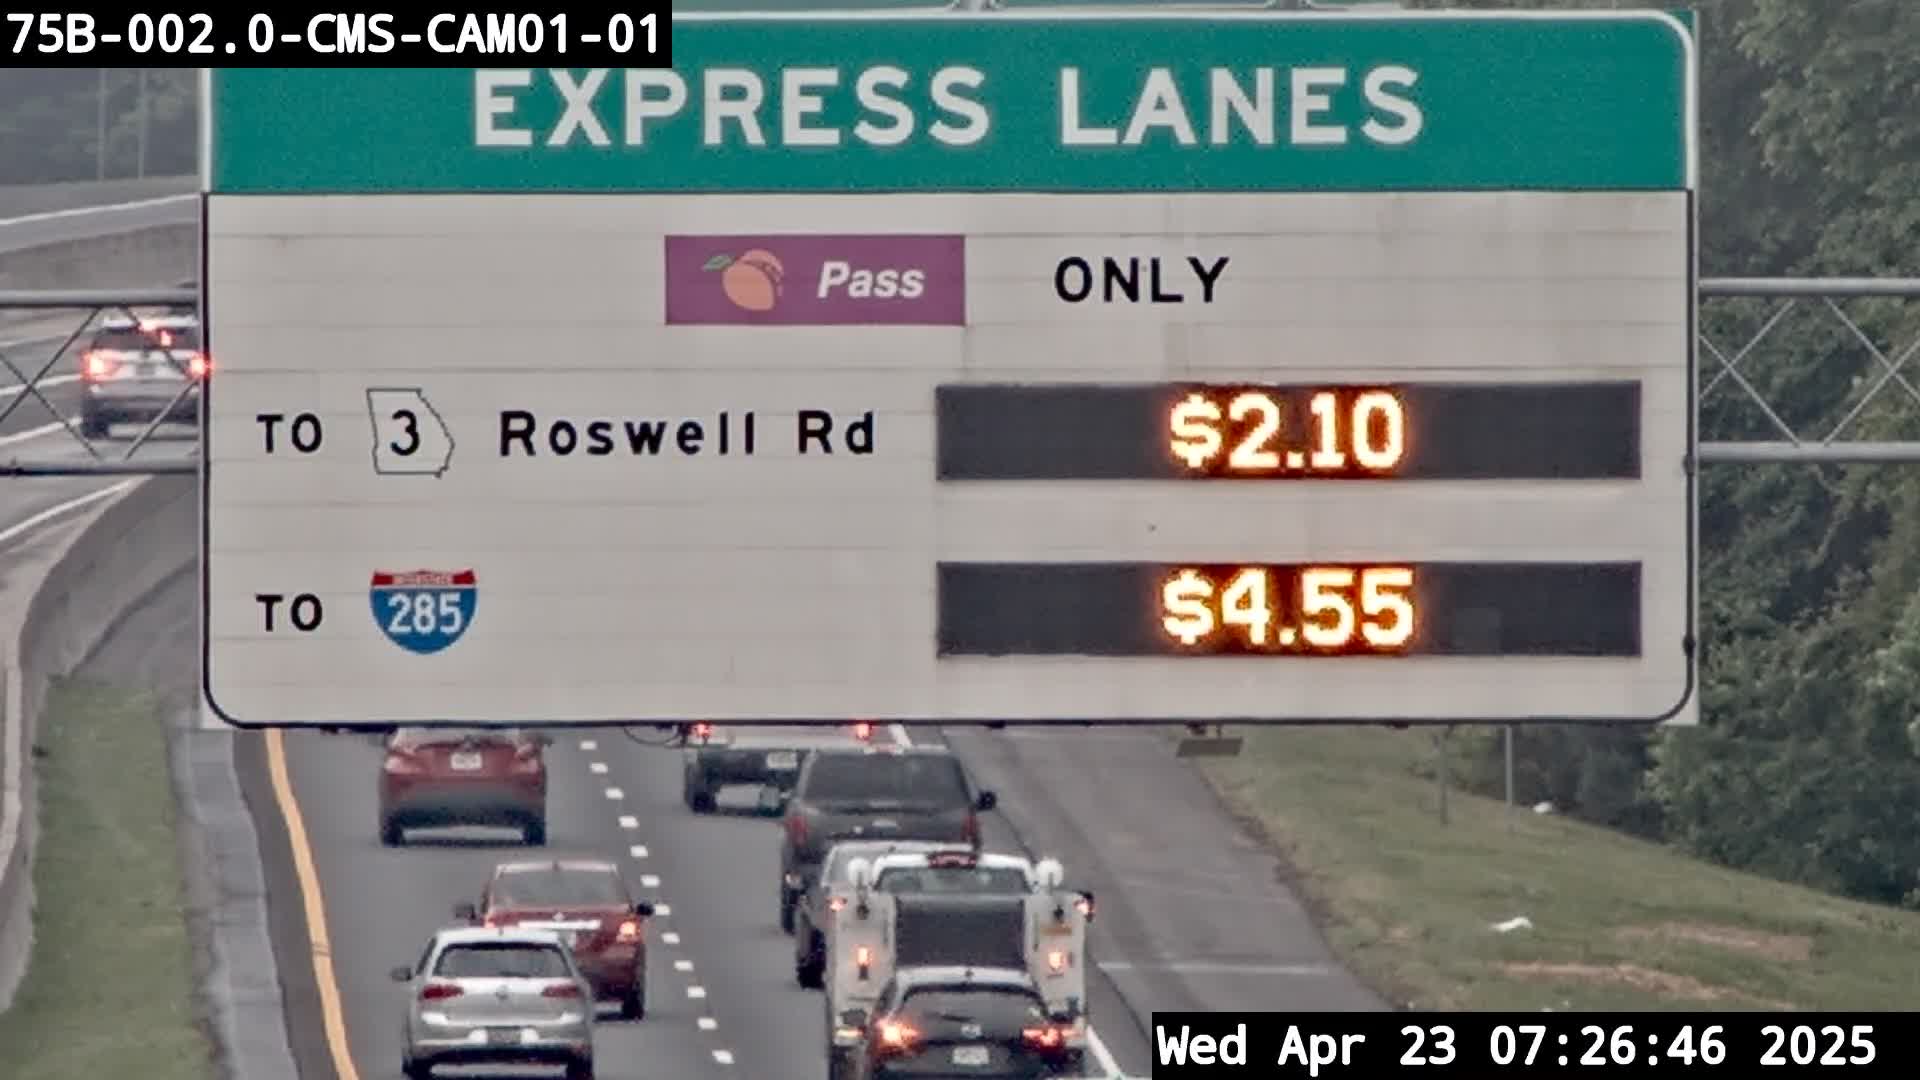 75B-002.0-CMS-CAM01-01
EXPRESS LANES
Pass ONLY
TO 3 Roswell Rd $2.10
INTERSTATE
TO 285 $4.55
Wed Apr 23 07:26:46 2025